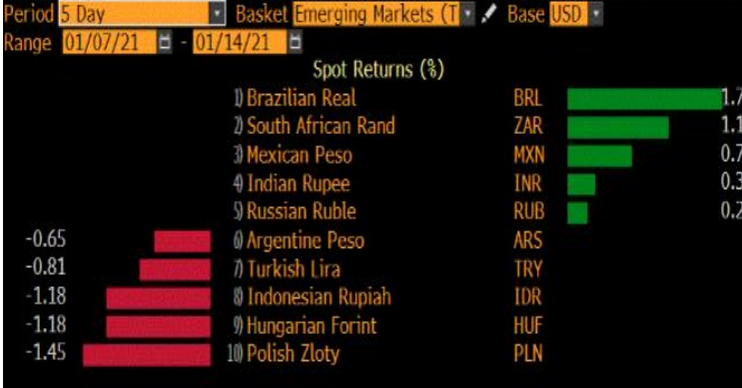 Period 5 Day Basket Emerging Markets (T Base USD
Range 01/07/21 - 01/14/21
Spot Returns (%)
1) Brazilian Real BRL 1.7
2) South African Rand ZAR 1.1
3) Mexican Peso MXN 0.7
4) Indian Rupee INR 0.3
5) Russian Ruble RUB 0.2
-0.65 6) Argentine Peso ARS
-0.81 7) Turkish Lira TRY
-1.18 8) Indonesian Rupiah IDR
-1.18 9) Hungarian Forint HUF
-1.45 10) Polish Zloty PLN